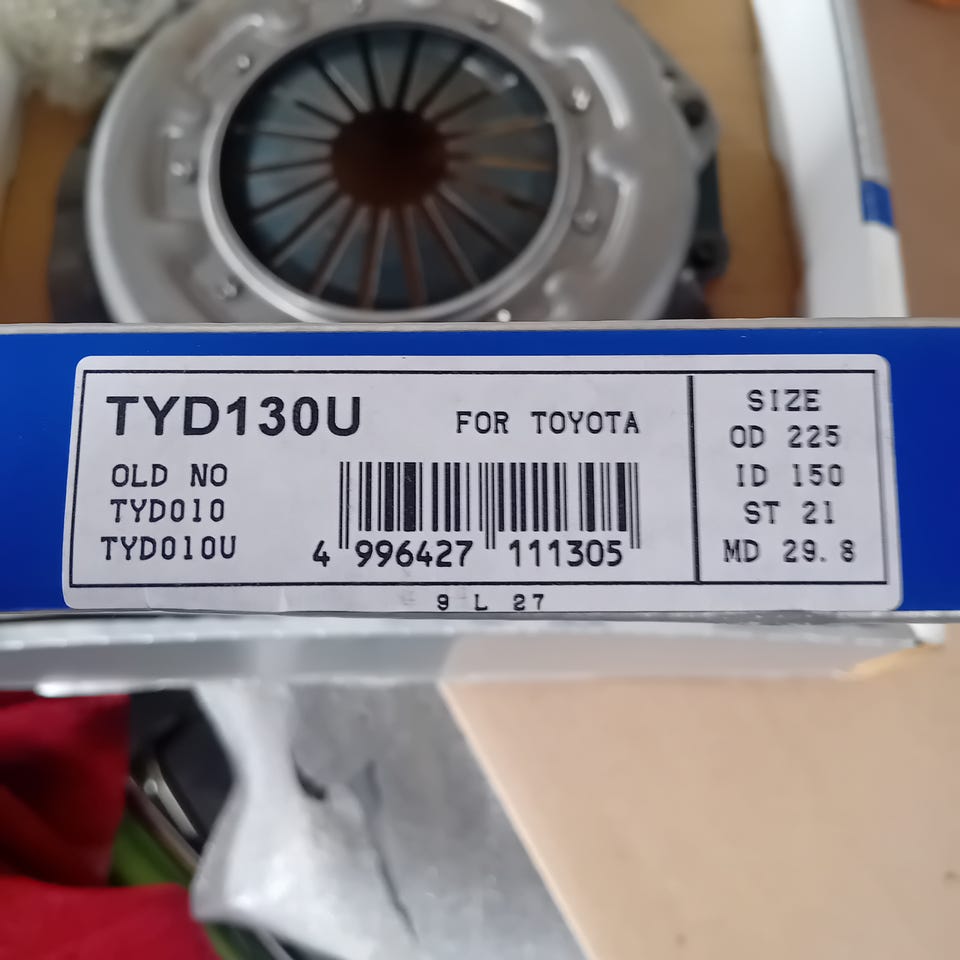 TYD130U FOR TOYOTA
OLD NO
TYD010
TYD010U
4 996427 111305
SIZE
OD 225
ID 150
ST 21
MD 29.8
9 L 27